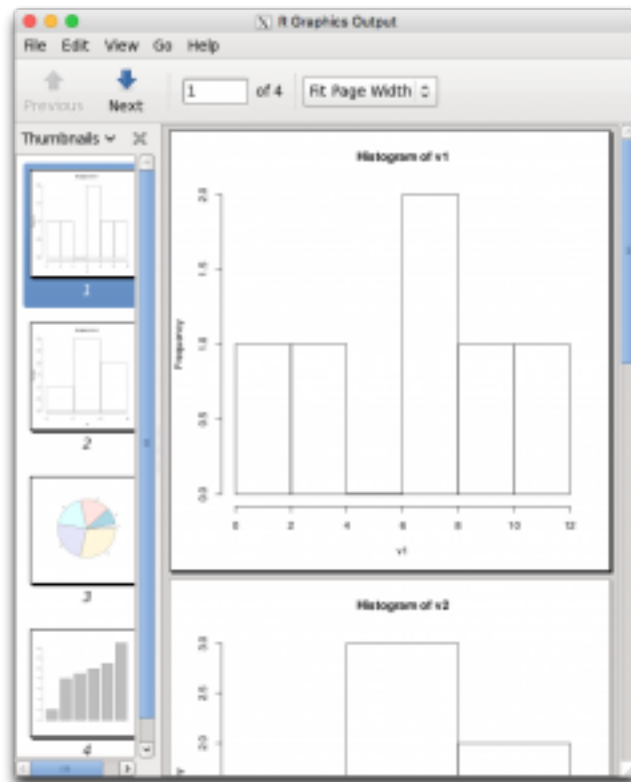 R Graphics Output
File Edit View Go Help
Previous Next 1 of 4 Fit Page Width
Thumbnails
1
2
3
4
Histogram of v1
Frequency
2.0
1.5
1.0
0.5
0.0
0 2 4 6 8 10 12
v1
Histogram of v2
3.0
2.5
2.0